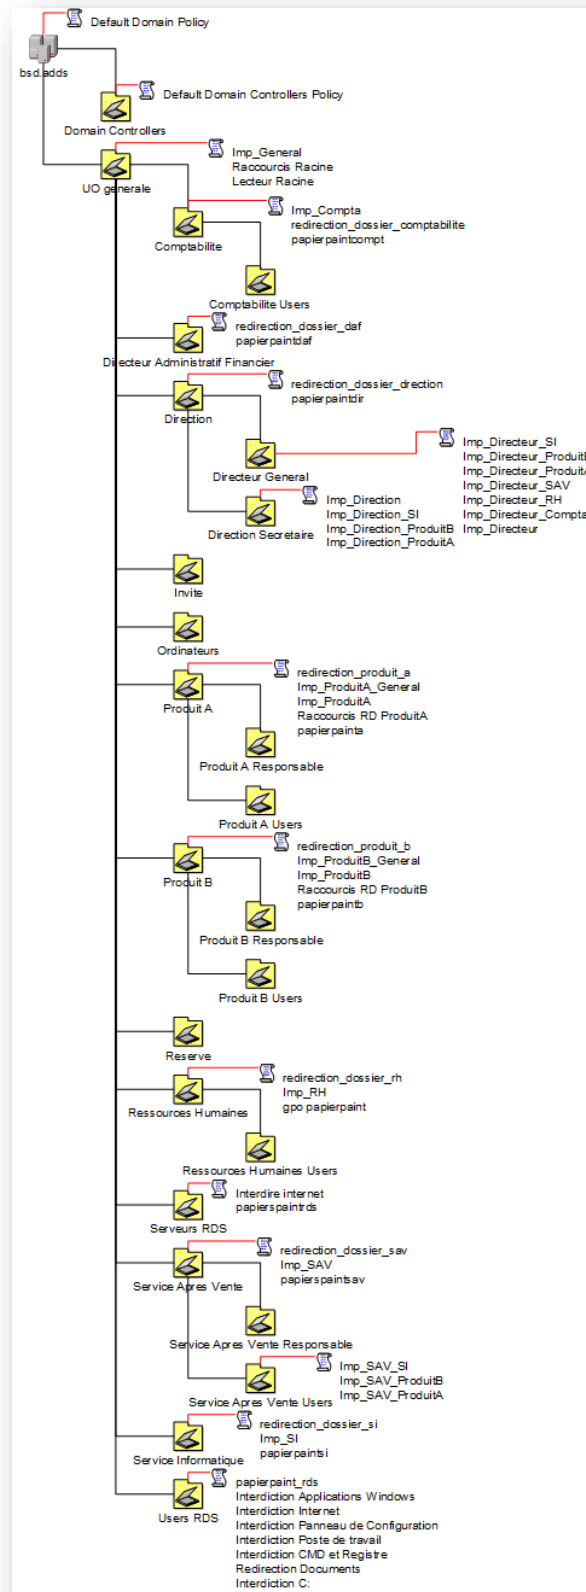 Default Domain Policy
bsd.adds
Default Domain Controllers Policy
Domain Controllers
Imp_General
Raccourcis Racine
Lecteur Racine
UO generale
Imp_Compta
redirection_dossier_comptabilite
papierpaintcompt
Comptabilite
Comptabilite Users
redirection_dossier_daf
papierpaintdaf
Directeur Administratif Financier
redirection_dossier_drection
papierpaintdir
Direction
Imp_Directeur_SI
Imp_Directeur_ProduitB
Imp_Directeur_ProduitA
Imp_Directeur_SAV
Imp_Directeur_RH
Imp_Directeur_Compta
Imp_Directeur
Directeur General
Imp_Direction
Imp_Direction_SI
Imp_Direction_ProduitB
Imp_Direction_ProduitA
Direction Secretaire
Invite
Ordinateurs
redirection_produit_a
Imp_ProduitA_General
Imp_ProduitA
Raccourcis RD ProduitA
papierpainta
Produit A
Produit A Responsable
Produit A Users
redirection_produit_b
Imp_ProduitB_General
Imp_ProduitB
Raccourcis RD ProduitB
papierpaintb
Produit B
Produit B Responsable
Produit B Users
Reserve
redirection_dossier_rh
Imp_RH
gpo papierpaint
Ressources Humaines
Ressources Humaines Users
Interdire internet
papierspaintrds
Serveurs RDS
redirection_dossier_sav
Imp_SAV
papierspaintsav
Service Apres Vente
Service Apres Vente Responsable
Imp_SAV_SI
Imp_SAV_ProduitB
Imp_SAV_ProduitA
Service Apres Vente Users
redirection_dossier_si
Imp_SI
papierpaintsi
Service Informatique
papierpaint_rds
Interdiction Applications Windows
Interdiction Internet
Interdiction Panneau de Configuration
Interdiction Poste de travail
Interdiction CMD et Registre
Redirection Documents
Interdiction C:
Users RDS